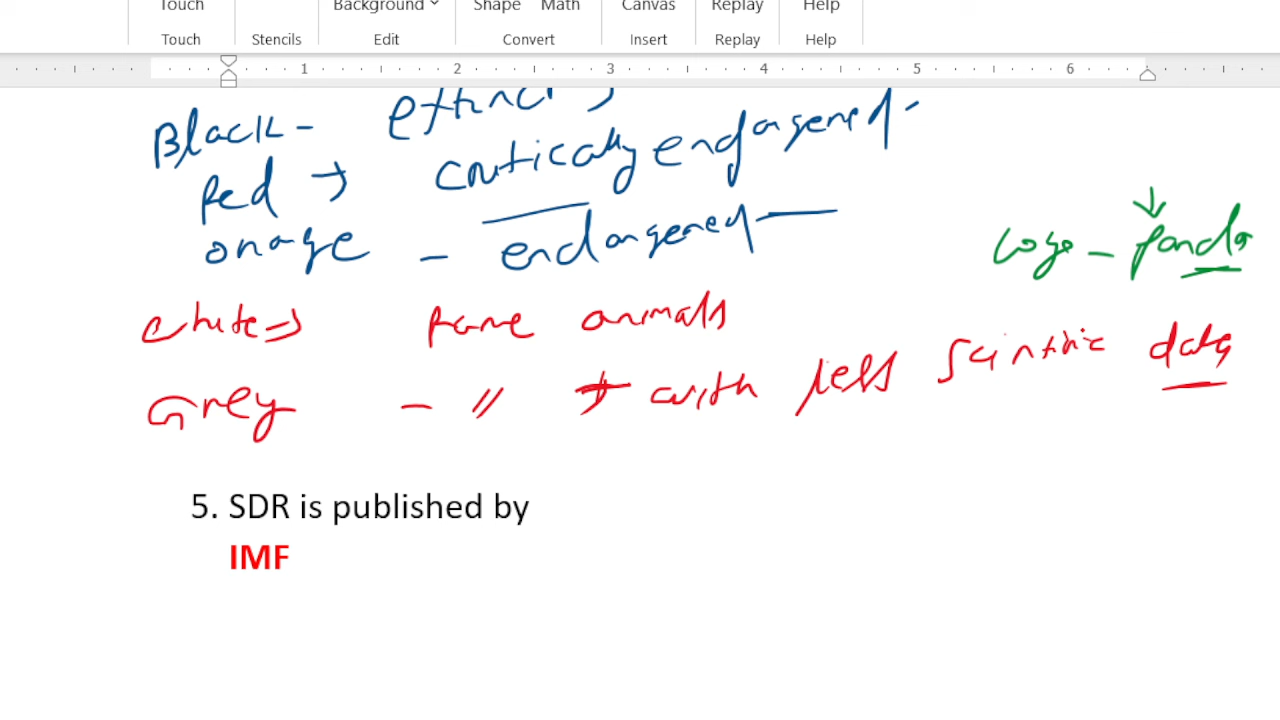 Touch Background Shape Math Canvas Replay Help
Touch Stencils Edit Convert Insert Replay Help
1 2 3 4 5 6
Black - extinct
Red → critically endangered
orange - endangered
logo - panda
white ⇒ rare animals
Grey - " with less data
5. SDR is published by
IMF